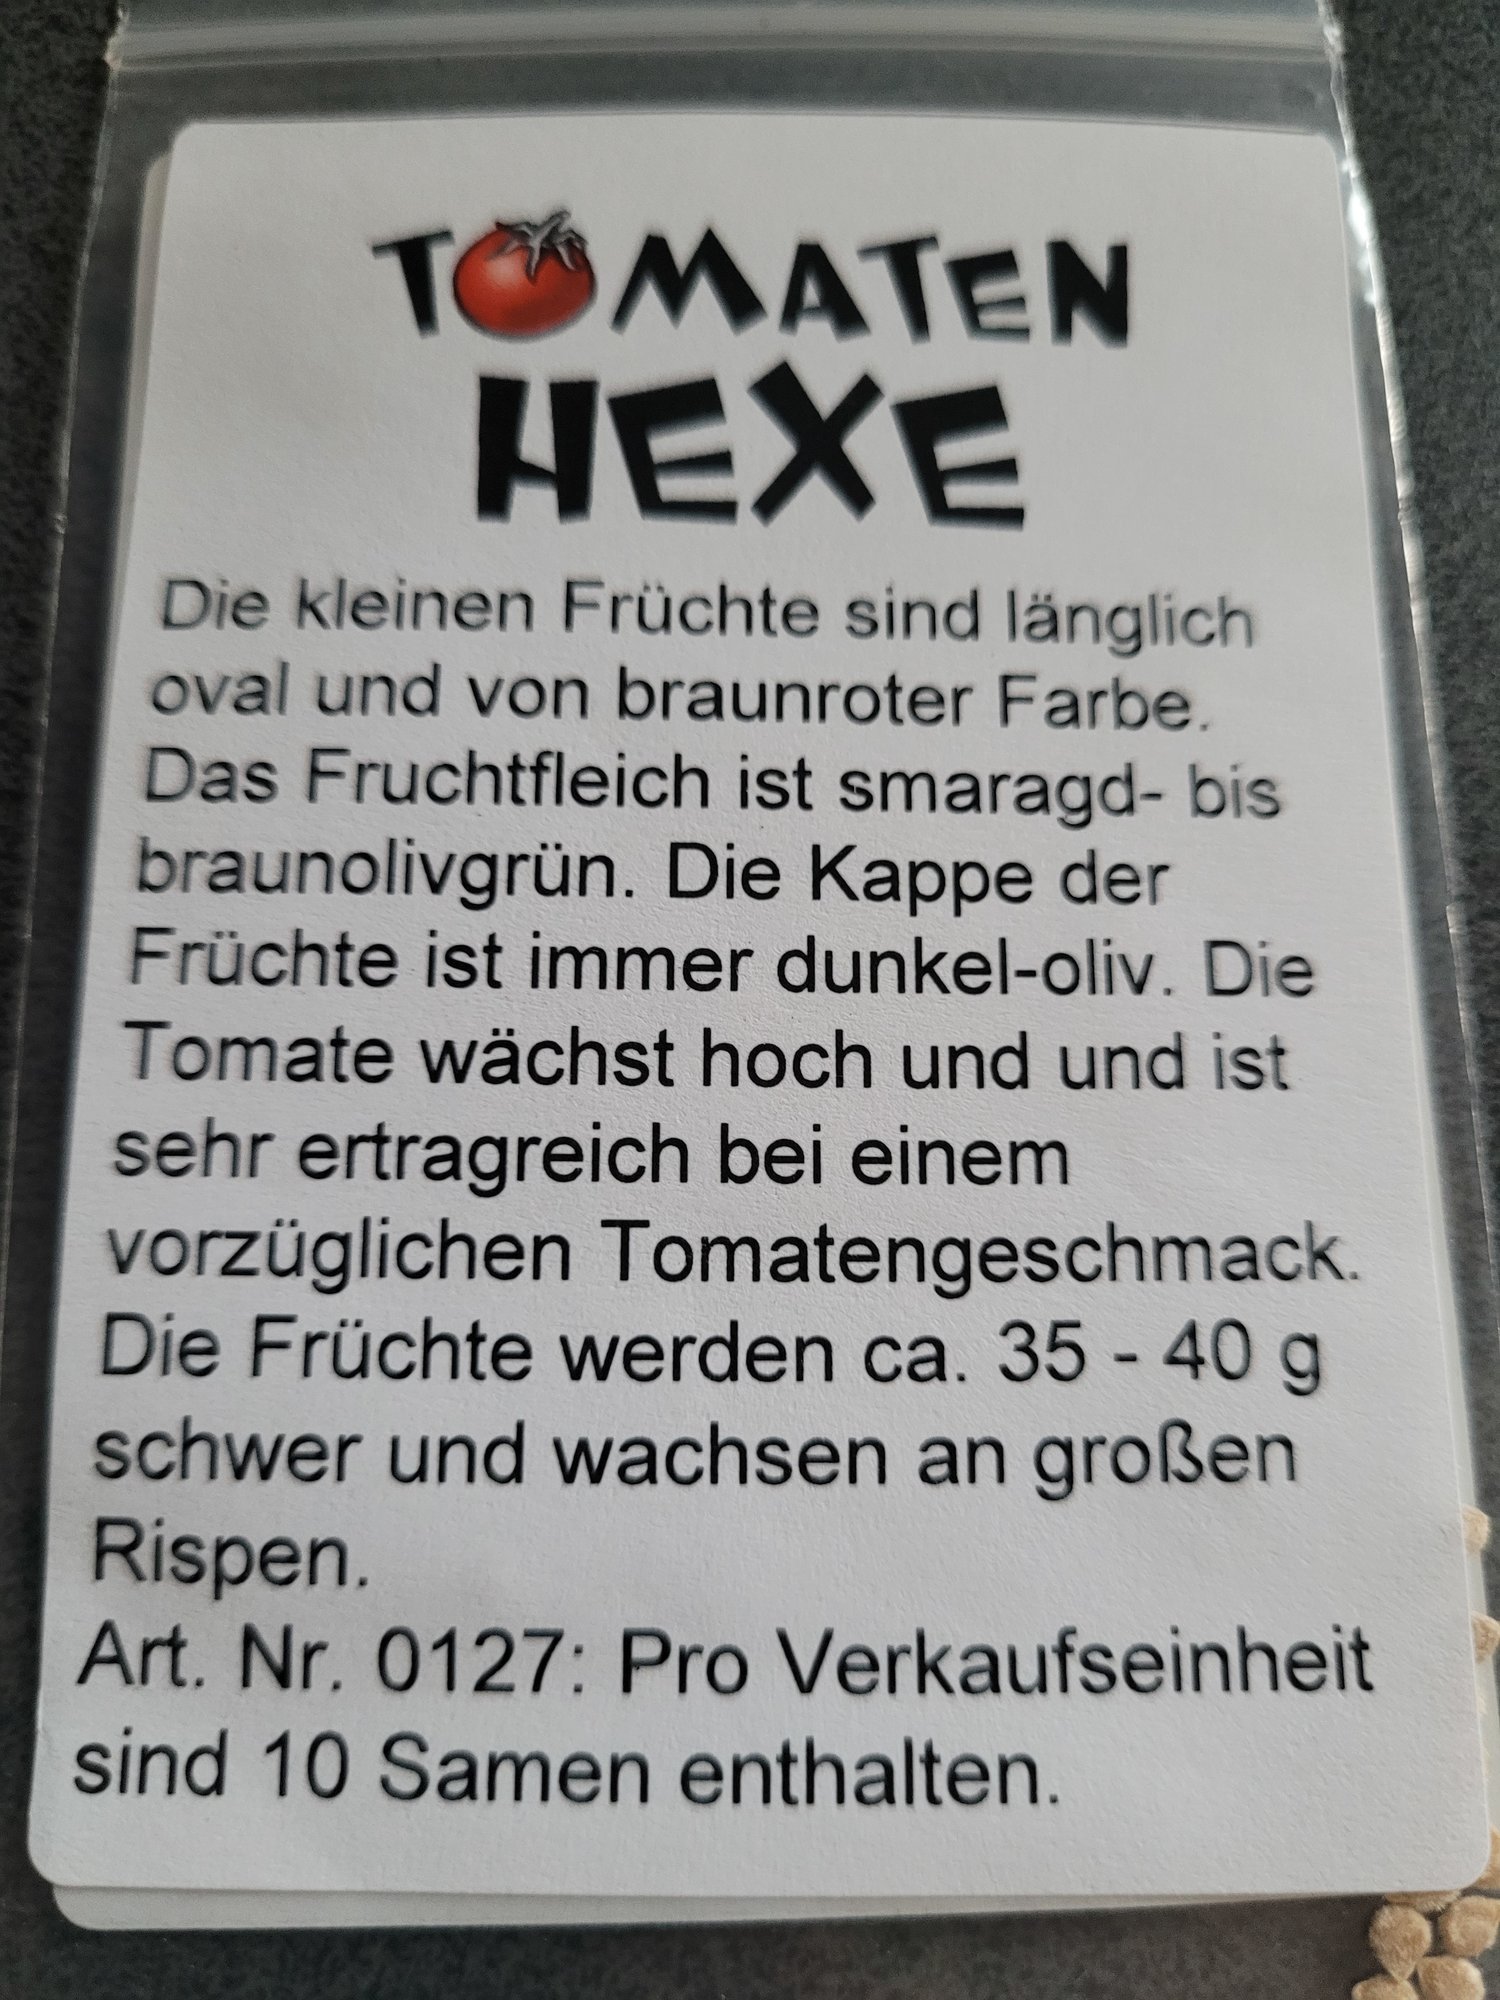 TOMATEN
HEXE
Die kleinen Früchte sind länglich
oval und von braunroter Farbe.
Das Fruchtfleich ist smaragd- bis
braunolivgrün. Die Kappe der
Früchte ist immer dunkel-oliv. Die
Tomate wächst hoch und und ist
sehr ertragreich bei einem
vorzüglichen Tomatengeschmack.
Die Früchte werden ca. 35 - 40 g
schwer und wachsen an großen
Rispen.
Art. Nr. 0127: Pro Verkaufseinheit
sind 10 Samen enthalten.